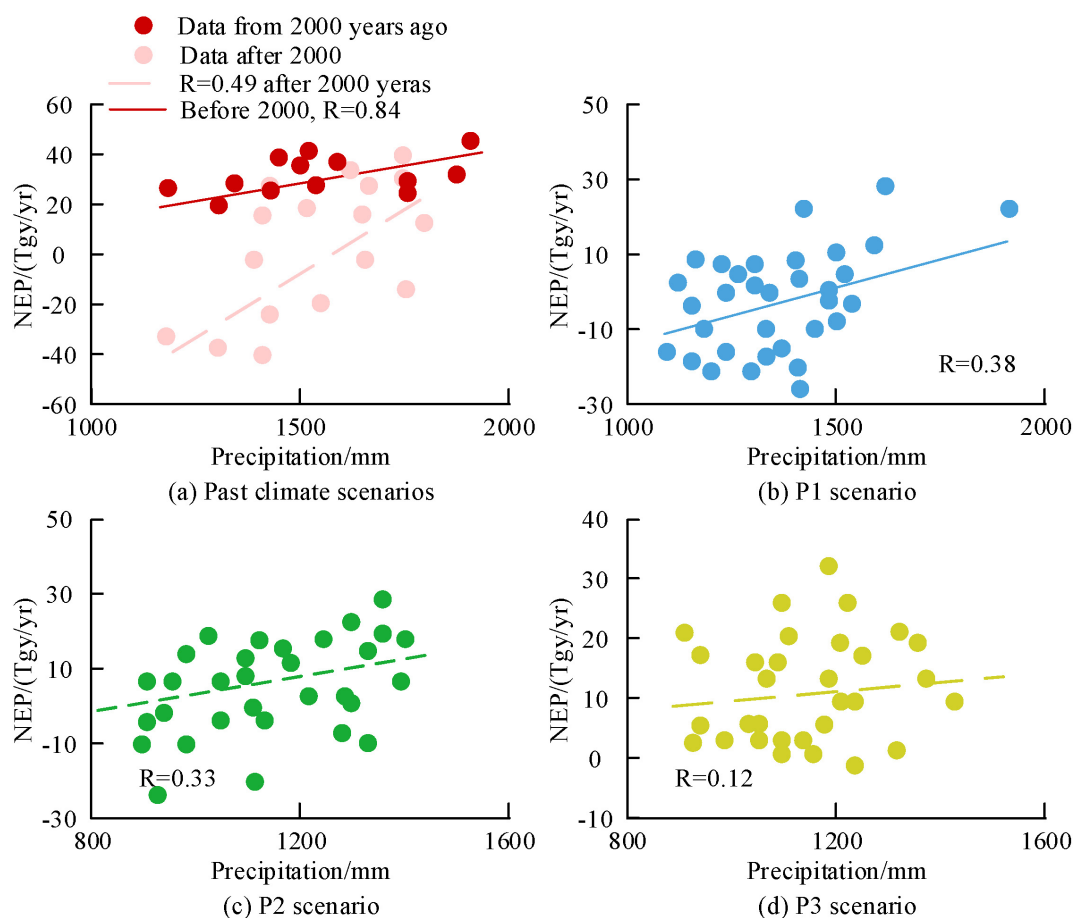 Data from 2000 years ago
Data after 2000
R=0.49 after 2000 yeras
Before 2000, R=0.84
NEP/(Tgy/yr)
60
40
20
0
-20
-40
-60
1000
1500
2000
Precipitation/mm
(a) Past climate scenarios
NEP/(Tgy/yr)
50
30
10
-10
-30
R=0.38
1000
1500
2000
Precipitation/mm
(b) P1 scenario
NEP/(Tgy/yr)
50
30
10
-10
-30
R=0.33
800
1200
1600
Precipitation/mm
(c) P2 scenario
NEP/(Tgy/yr)
40
30
20
10
0
-10
R=0.12
800
1200
1600
Precipitation/mm
(d) P3 scenario